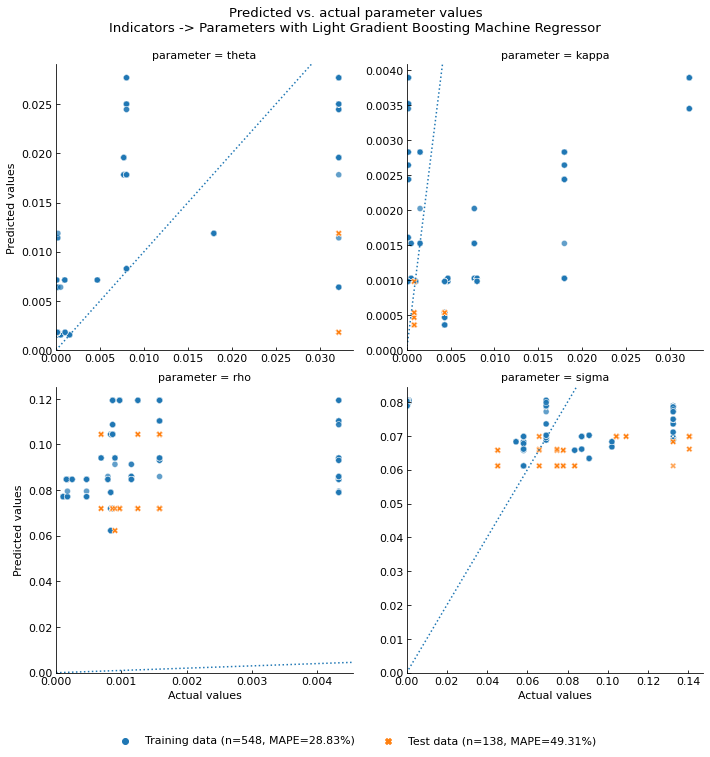 Predicted vs. actual parameter values
Indicators -> Parameters with Light Gradient Boosting Machine Regressor
parameter = theta
parameter = kappa
0.025
0.020
0.015
0.010
0.005
0.000
Predicted values
0.000 0.005 0.010 0.015 0.020 0.025 0.030
0.0040
0.0035
0.0030
0.0025
0.0020
0.0015
0.0010
0.0005
0.0000
0.000 0.005 0.010 0.015 0.020 0.025 0.030
parameter = rho
parameter = sigma
0.12
0.10
0.08
0.06
0.04
0.02
0.00
Predicted values
0.000 0.001 0.002 0.003 0.004
Actual values
0.08
0.07
0.06
0.05
0.04
0.03
0.02
0.01
0.00
0.00 0.02 0.04 0.06 0.08 0.10 0.12 0.14
Actual values
Training data (n=548, MAPE=28.83%)
Test data (n=138, MAPE=49.31%)